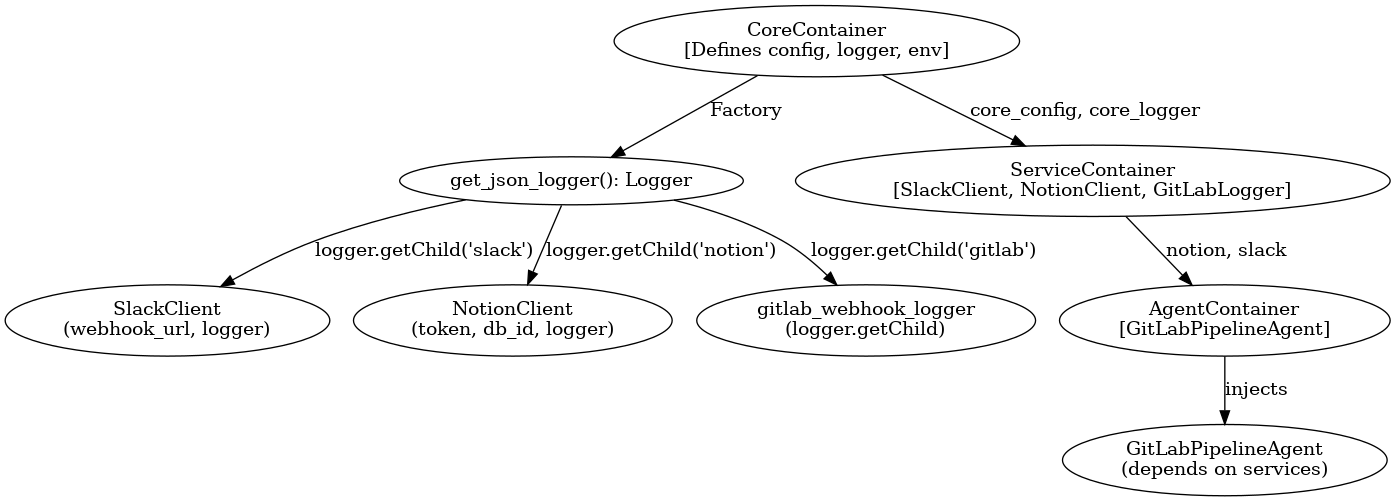 CoreContainer
[Defines config, logger, env]
Factory
core_config, core_logger
get_json_logger(): Logger
ServiceContainer
[SlackClient, NotionClient, GitLabLogger]
logger.getChild('slack')
logger.getChild('notion')
logger.getChild('gitlab')
notion, slack
SlackClient
(webhook_url, logger)
NotionClient
(token, db_id, logger)
gitlab_webhook_logger
(logger.getChild)
AgentContainer
[GitLabPipelineAgent]
injects
GitLabPipelineAgent
(depends on services)